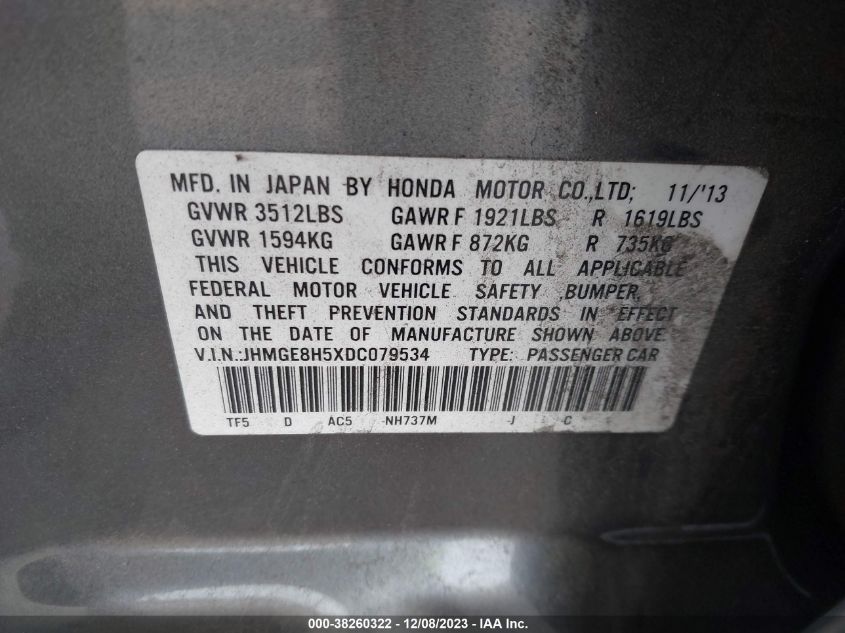 MFD. IN JAPAN BY HONDA MOTOR CO.,LTD; 11/'13
GVWR 3512LBS GAWR F 1921LBS R 1619LBS
GVWR 1594KG GAWR F 872KG R 735KG
THIS VEHICLE CONFORMS TO ALL APPLICABLE
FEDERAL MOTOR VEHICLE SAFETY ,BUMPER,
AND THEFT PREVENTION STANDARDS IN EFFECT
ON THE DATE OF MANUFACTURE SHOWN ABOVE.
V.I.N.:JHMGE8H5XDC079534 TYPE: PASSENGER CAR
TF5 D AC5 -NH737M -J -C
000-38260322 - 12/08/2023 - IAA Inc.